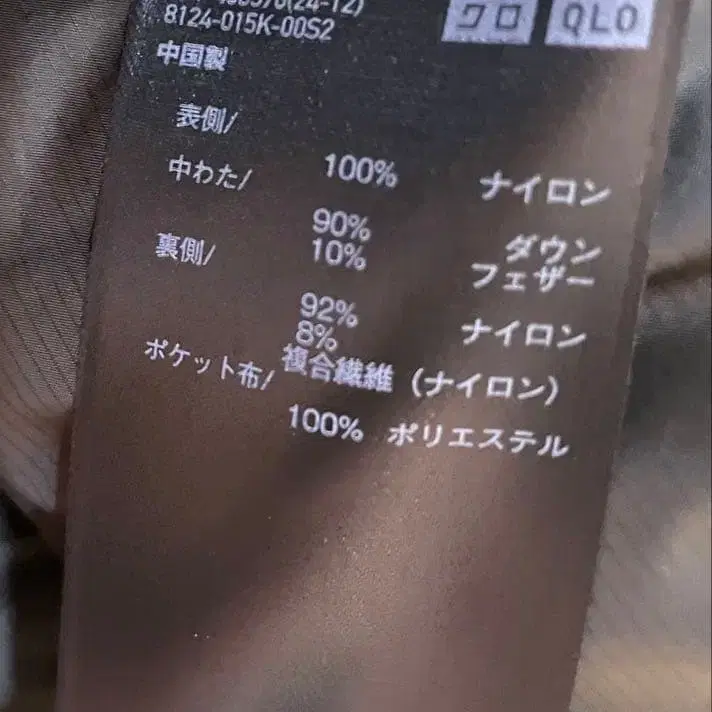 8124-015K-00S2
クロ QLO
中国製
表側/
100% ナイロン
中わた/
90% ダウン
10% フェザー
裏側/
92% ナイロン
8% 複合繊維(ナイロン)
ポケット布/
100% ポリエステル